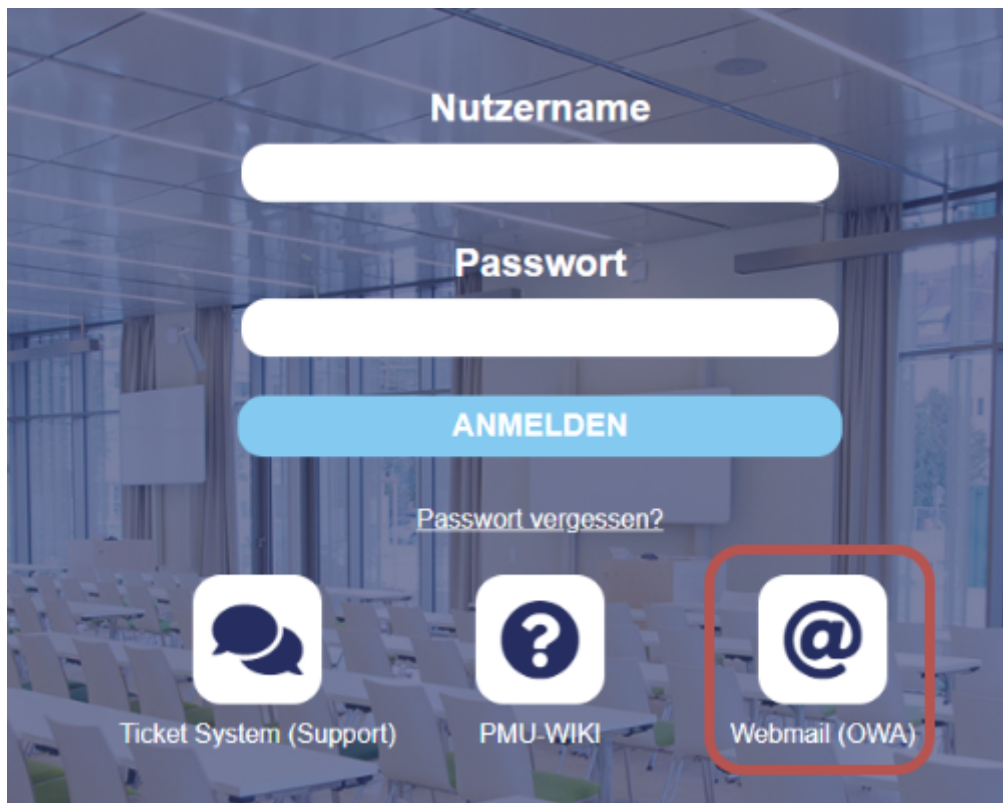 Nutzername
Passwort
ANMELDEN
Passwort vergessen?
Ticket System (Support)
PMU-WIKI
Webmail (OWA)